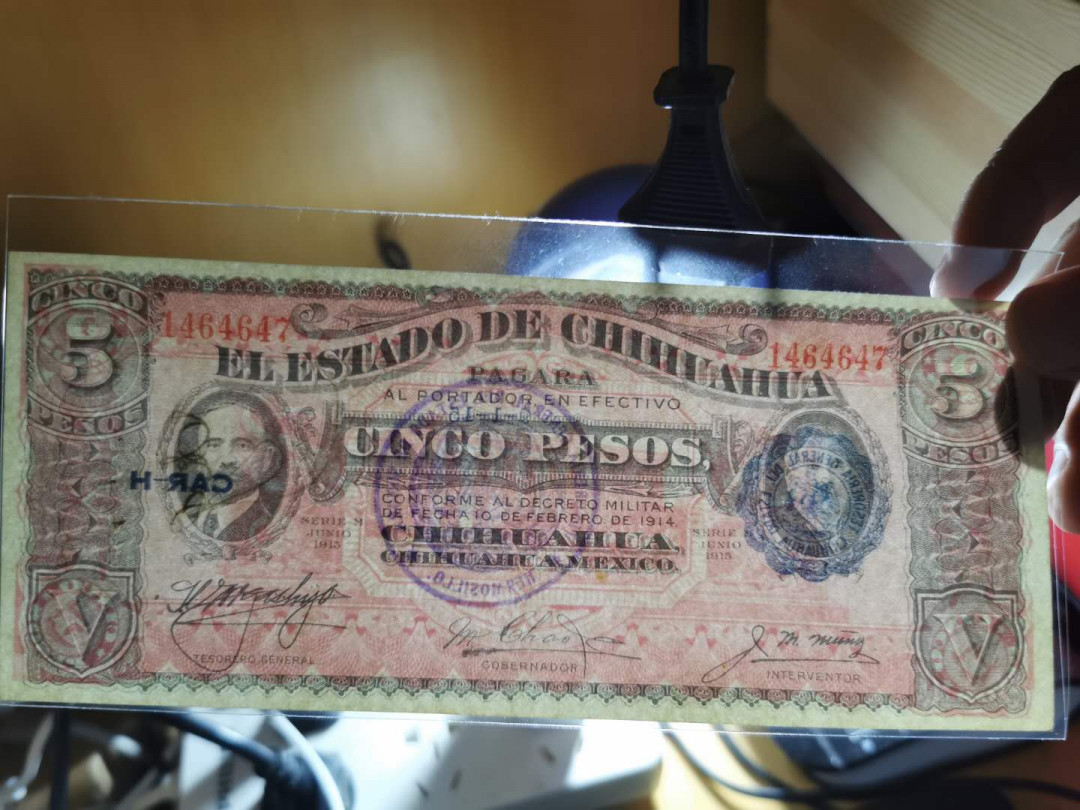 CINCO
5
PESOS
1464647
EL ESTADO DE CHIHUAHUA
1464647
CINCO
5
PESOS
PAGARA
AL PORTADOR EN EFECTIVO
CINCO PESOS,
CONFORME AL DECRETO MILITAR
DE FECHA 10 DE FEBRERO DE 1914.
CHIHUAHUA,
CHIHUAHUA, MEXICO.
CAR-H
SERIE M
JUNIO
1915
SERIE M
JUNIO
1915
V
TESORERO GENERAL
M Chao
GOBERNADOR
INTERVENTOR
V